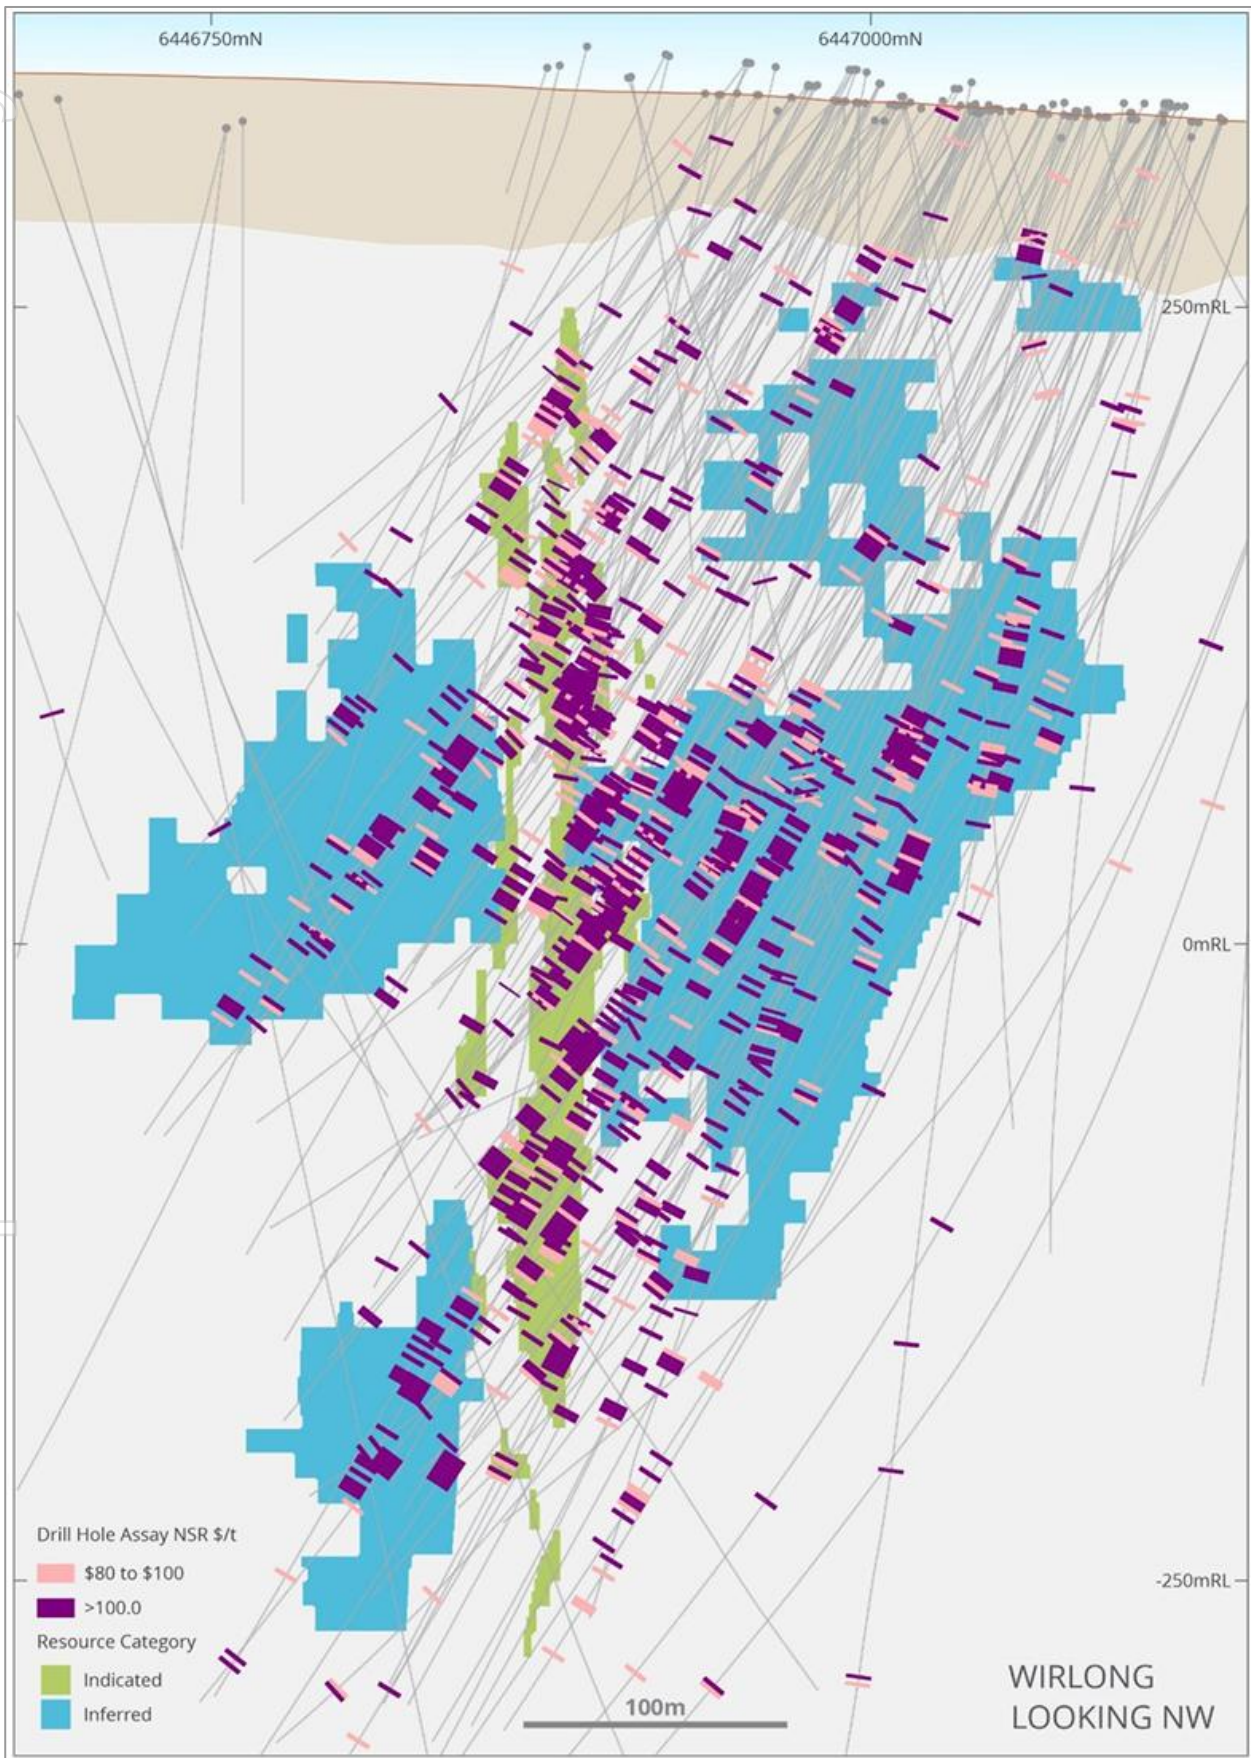 6446750mN
6447000mN
250mRL
0mRL
-250mRL
Drill Hole Assay NSR $/t
$80 to $100
>100.0
Resource Category
Indicated
Inferred
100m
WIRLONG
LOOKING NW